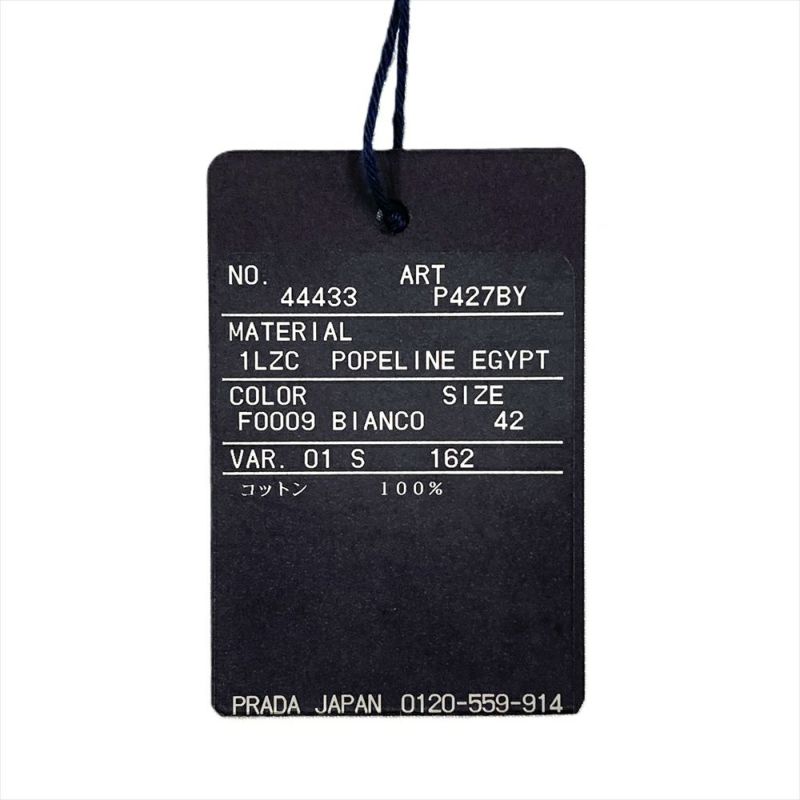 NO. ART
44433 P427BY
MATERIAL
1LZC POPELINE EGYPT
COLOR SIZE
F0009 BIANCO 42
VAR. 01 S 162
コットン 100%
PRADA JAPAN 0120-559-914